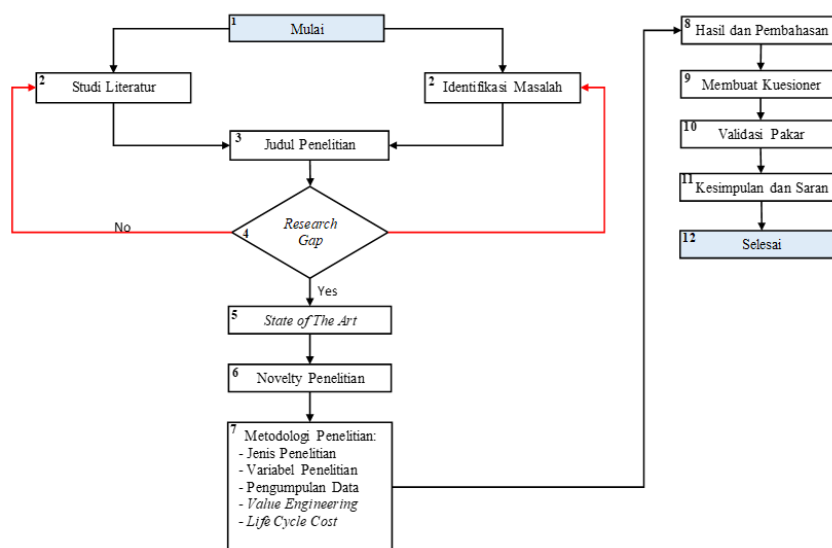 1
Mulai
2
Studi Literatur
2
Identifikasi Masalah
3
Judul Penelitian
4
Research
Gap
No
Yes
5
State of The Art
6
Novelty Penelitian
7
Metodologi Penelitian:
- Jenis Penelitian
- Variabel Penelitian
- Pengumpulan Data
- Value Engineering
- Life Cycle Cost
8
Hasil dan Pembahasan
9
Membuat Kuesioner
10
Validasi Pakar
11
Kesimpulan dan Saran
12
Selesai